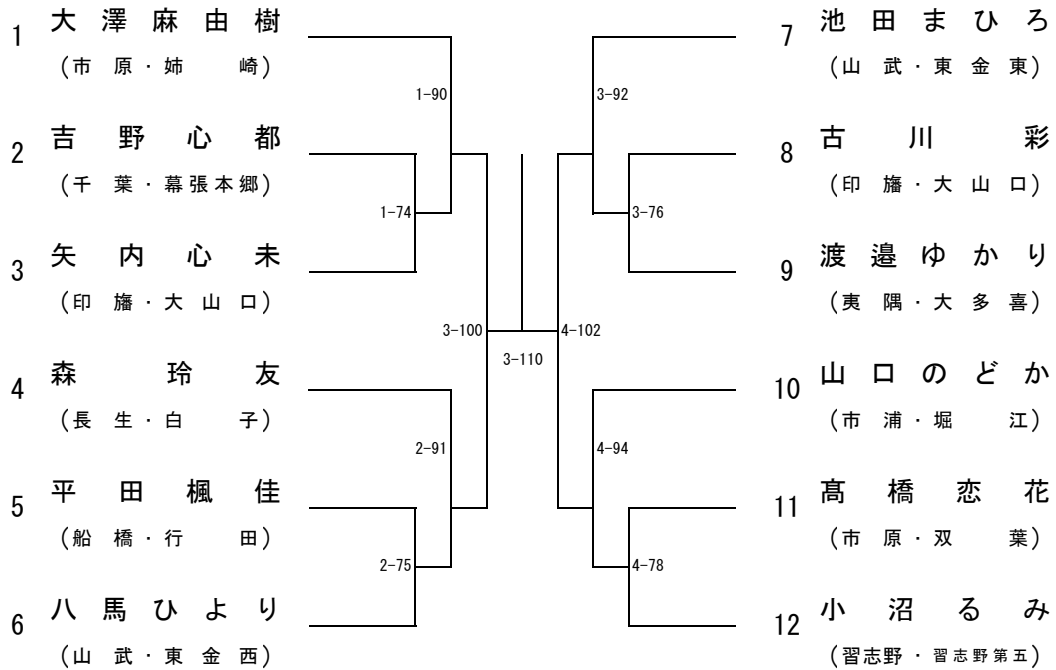 1 大澤麻由樹
(市原・姉崎)
2 吉野心都
(千葉・幕張本郷)
3 矢内心未
(印旛・大山口)
4 森玲友
(長生・白子)
5 平田楓佳
(船橋・行田)
6 八馬ひより
(山武・東金西)
1-90
1-74
3-100
2-91
2-75
3-110
3-92
3-76
4-102
4-94
4-78
7 池田まひろ
(山武・東金東)
8 古川彩
(印旛・大山口)
9 渡邉ゆかり
(夷隅・大多喜)
10 山口のどか
(市浦・堀江)
11 髙橋恋花
(市原・双葉)
12 小沼るみ
(習志野・習志野第五)